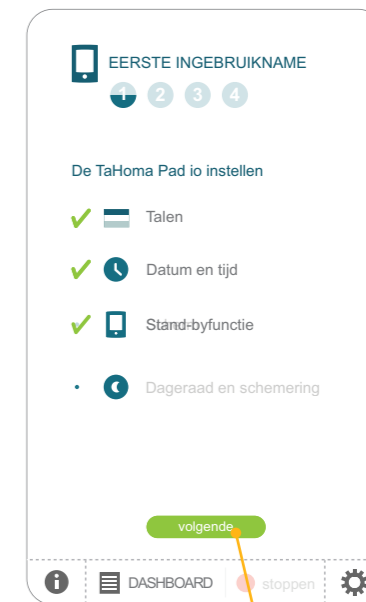 EERSTE INGEBRUIKNAME
1 2 3 4
De TaHoma Pad io instellen
Talen
Datum en tijd
Stand-byfunctie
Dageraad en schemering
volgende
DASHBOARD stoppen